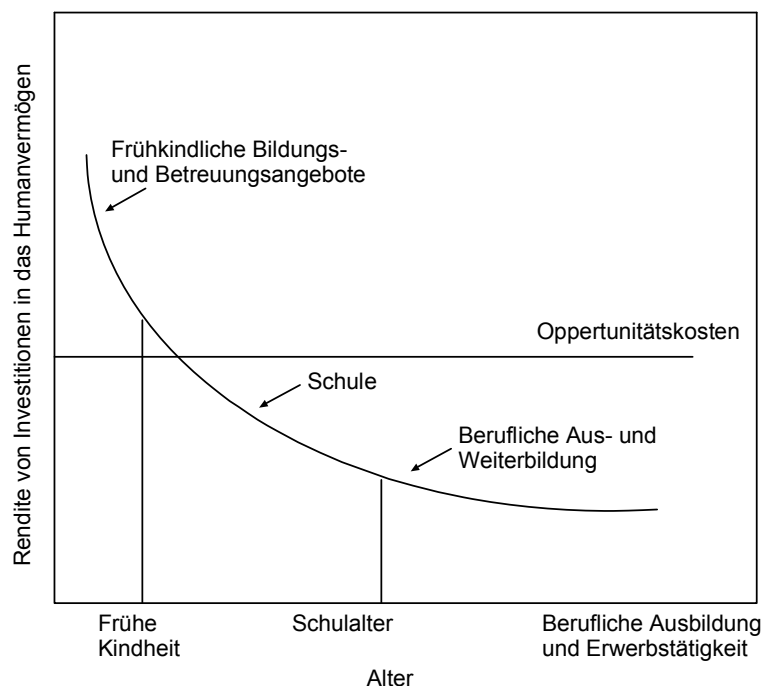 Rendite von Investitionen in das Humanvermögen
Frühkindliche Bildungs-
und Betreuungsangebote
Oppertunitätskosten
Schule
Berufliche Aus- und
Weiterbildung
Frühe
Kindheit
Schulalter
Berufliche Ausbildung
und Erwerbstätigkeit
Alter